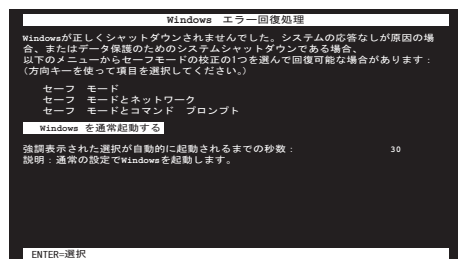 Windows エラー回復処理
Windowsが正しくシャットダウンされませんでした。システムの応答なしが原因の場
合、またはデータ保護のためのシステムシャットダウンである場合、
以下のメニューからセーフモードの校正の1つを選んで回復可能な場合があります：
（方向キーを使って項目を選択してください。）
セーフ モード
セーフ モードとネットワーク
セーフ モードとコマンド プロンプト
Windows を通常起動する
強調表示された選択が自動的に起動されるまでの秒数： 30
説明：通常の設定でWindowsを起動します。
ENTER=選択